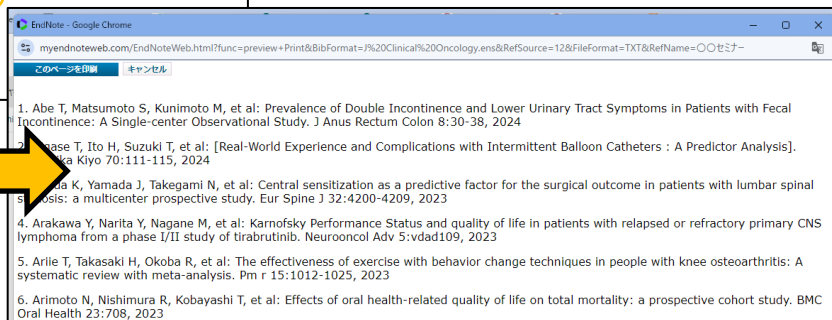 EndNote - Google Chrome
myendnoteweb.com/EndNoteWeb.html?func=preview+Print&BibFormat=J%20Clinical%20Oncology.ens&RefSource=12&FileFormat=TXT&RefName=〇〇ゼミナー
このページを印刷 キャンセル
1. Abe T, Matsumoto S, Kunimoto M, et al: Prevalence of Double Incontinence and Lower Urinary Tract Symptoms in Patients with Fecal
Incontinence: A Single-center Observational Study. J Anus Rectum Colon 8:30-38, 2024
T, Ito H, Suzuki T, et al: [Real-World Experience and Complications with Intermittent Balloon Catheters : A Predictor Analysis].
Kiyo 70:111-115, 2024
K, Yamada J, Takegami N, et al: Central sensitization as a predictive factor for the surgical outcome in patients with lumbar spinal
a multicenter prospective study. Eur Spine J 32:4200-4209, 2023
4. Arakawa Y, Narita Y, Nagane M, et al: Karnofsky Performance Status and quality of life in patients with relapsed or refractory primary CNS
lymphoma from a phase I/II study of tirabrutinib. Neurooncol Adv 5:vdad109, 2023
5. Ariie T, Takasaki H, Okoba R, et al: The effectiveness of exercise with behavior change techniques in people with knee osteoarthritis: A
systematic review with meta-analysis. Pm r 15:1012-1025, 2023
6. Arimoto N, Nishimura R, Kobayashi T, et al: Effects of oral health-related quality of life on total mortality: a prospective cohort study. BMC
Oral Health 23:708, 2023